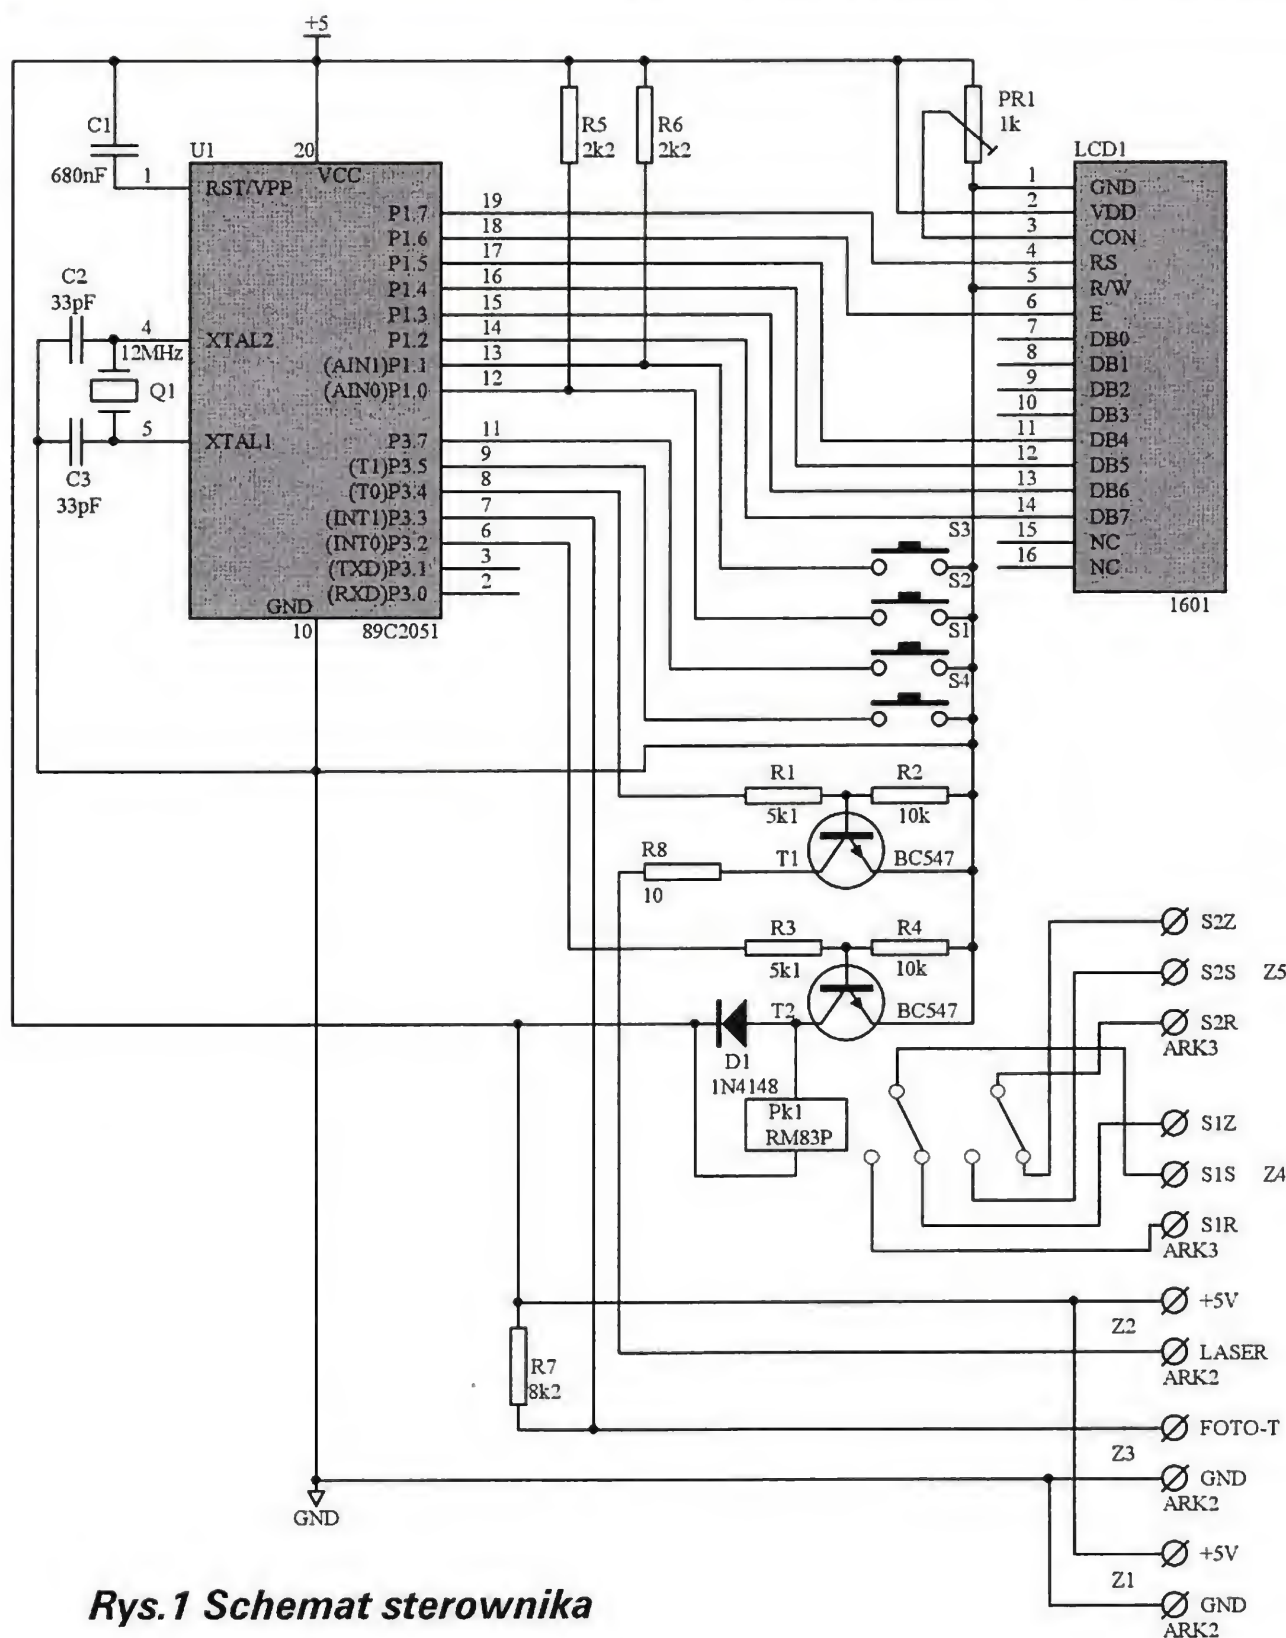 +5
C1
680nF
U1
20
VCC
1
RST/VPP
R5
2k2
R6
2k2
PR1
1k
LCD1
P1.7
19
P1.6
18
P1.5
17
P1.4
16
P1.3
15
P1.2
14
(AIN1)P1.1
13
(AIN0)P1.0
12
P3.7
11
(T1)P3.5
9
(T0)P3.4
8
(INT1)P3.3
7
(INT0)P3.2
6
(TXD)P3.1
3
(RXD)P3.0
2
C2
33pF
4
XTAL2
12MHz
Q1
5
XTAL1
C3
33pF
GND
10
89C2051
1
GND
2
VDD
3
CON
4
RS
5
R/W
6
E
7
DB0
8
DB1
9
DB2
10
DB3
11
DB4
12
DB5
13
DB6
14
DB7
15
NC
16
NC
1601
S3
S2
S1
S4
R1
5k1
R2
10k
T1
BC547
R8
10
R3
5k1
R4
10k
T2
BC547
D1
1N4148
Pk1
RM83P
S2Z
S2S
Z5
S2R
ARK3
S1Z
S1S
Z4
S1R
ARK3
+5V
Z2
LASER
ARK2
R7
8k2
FOTO-T
Z3
GND
ARK2
GND
+5V
Z1
GND
ARK2
Rys.1 Schemat sterownika